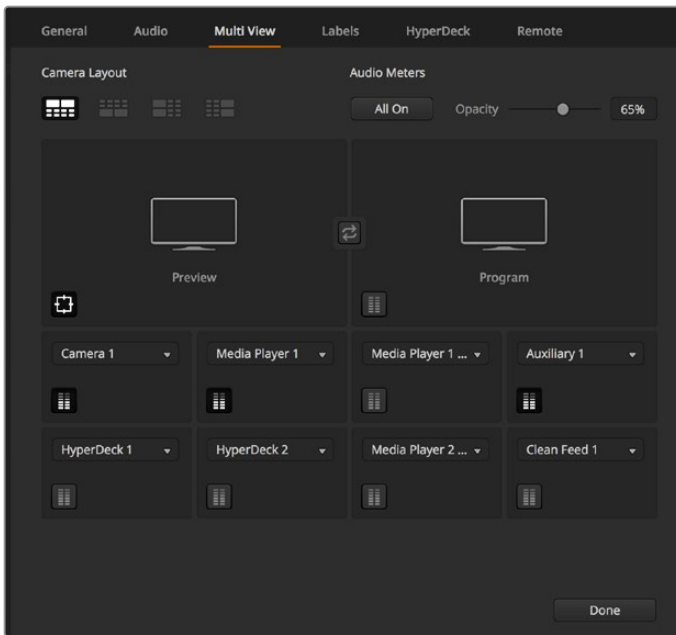 General Audio Multi View Labels HyperDeck Remote
Camera Layout Audio Meters
All On Opacity 65%
Preview Program
Camera 1 Media Player 1 Media Player 1 ... Auxiliary 1
HyperDeck 1 HyperDeck 2 Media Player 2 ... Clean Feed 1
Done